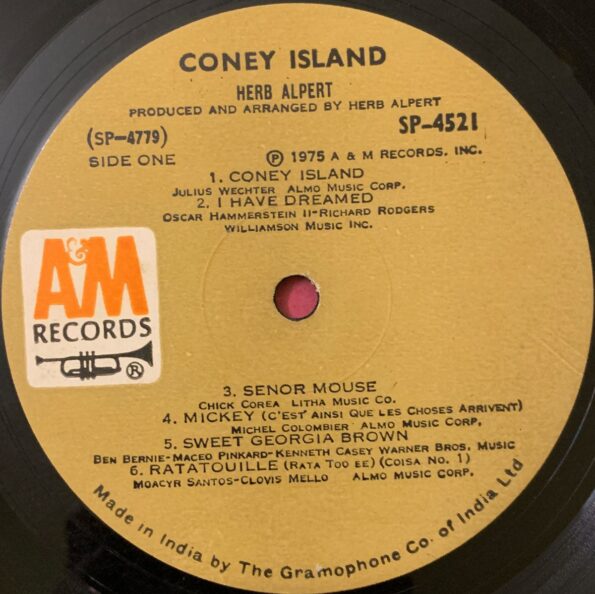 CONEY ISLAND
HERB ALPERT
PRODUCED AND ARRANGED BY HERB ALPERT
(SP-4779)
SP-4521
SIDE ONE
℗ 1975 A & M RECORDS. INC.
1. CONEY ISLAND
JULIUS WECHTER ALMO MUSIC CORP.
2. I HAVE DREAMED
OSCAR HAMMERSTEIN II-RICHARD RODGERS
WILLIAMSON MUSIC INC.
A&M
RECORDS
®
3. SENOR MOUSE
CHICK COREA LITHA MUSIC CO.
4. MICKEY (C'EST AINSI QUE LES CHOSES ARRIVENT)
MICHEL COLOMBIER ALMO MUSIC CORP.
5. SWEET GEORGIA BROWN
BEN BERNIE-MACEO PINKARD-KENNETH CASEY WARNER BROS. MUSIC
6. RATATOUILLE (RATA TOO EE) (COISA NO. 1)
MOACYR SANTOS-CLOVIS MELLO ALMO MUSIC CORP.
Made in India by The Gramophone Co. of India Ltd